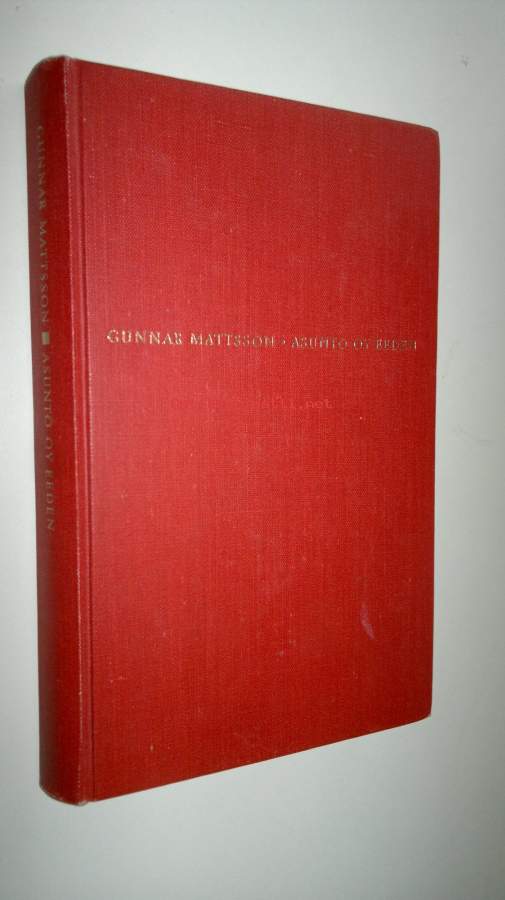 GUNNAR MATTSSON ■ ASUNTO OY EEDEN
GUNNAR MATTSSON · ASUNTO OY EEDEN